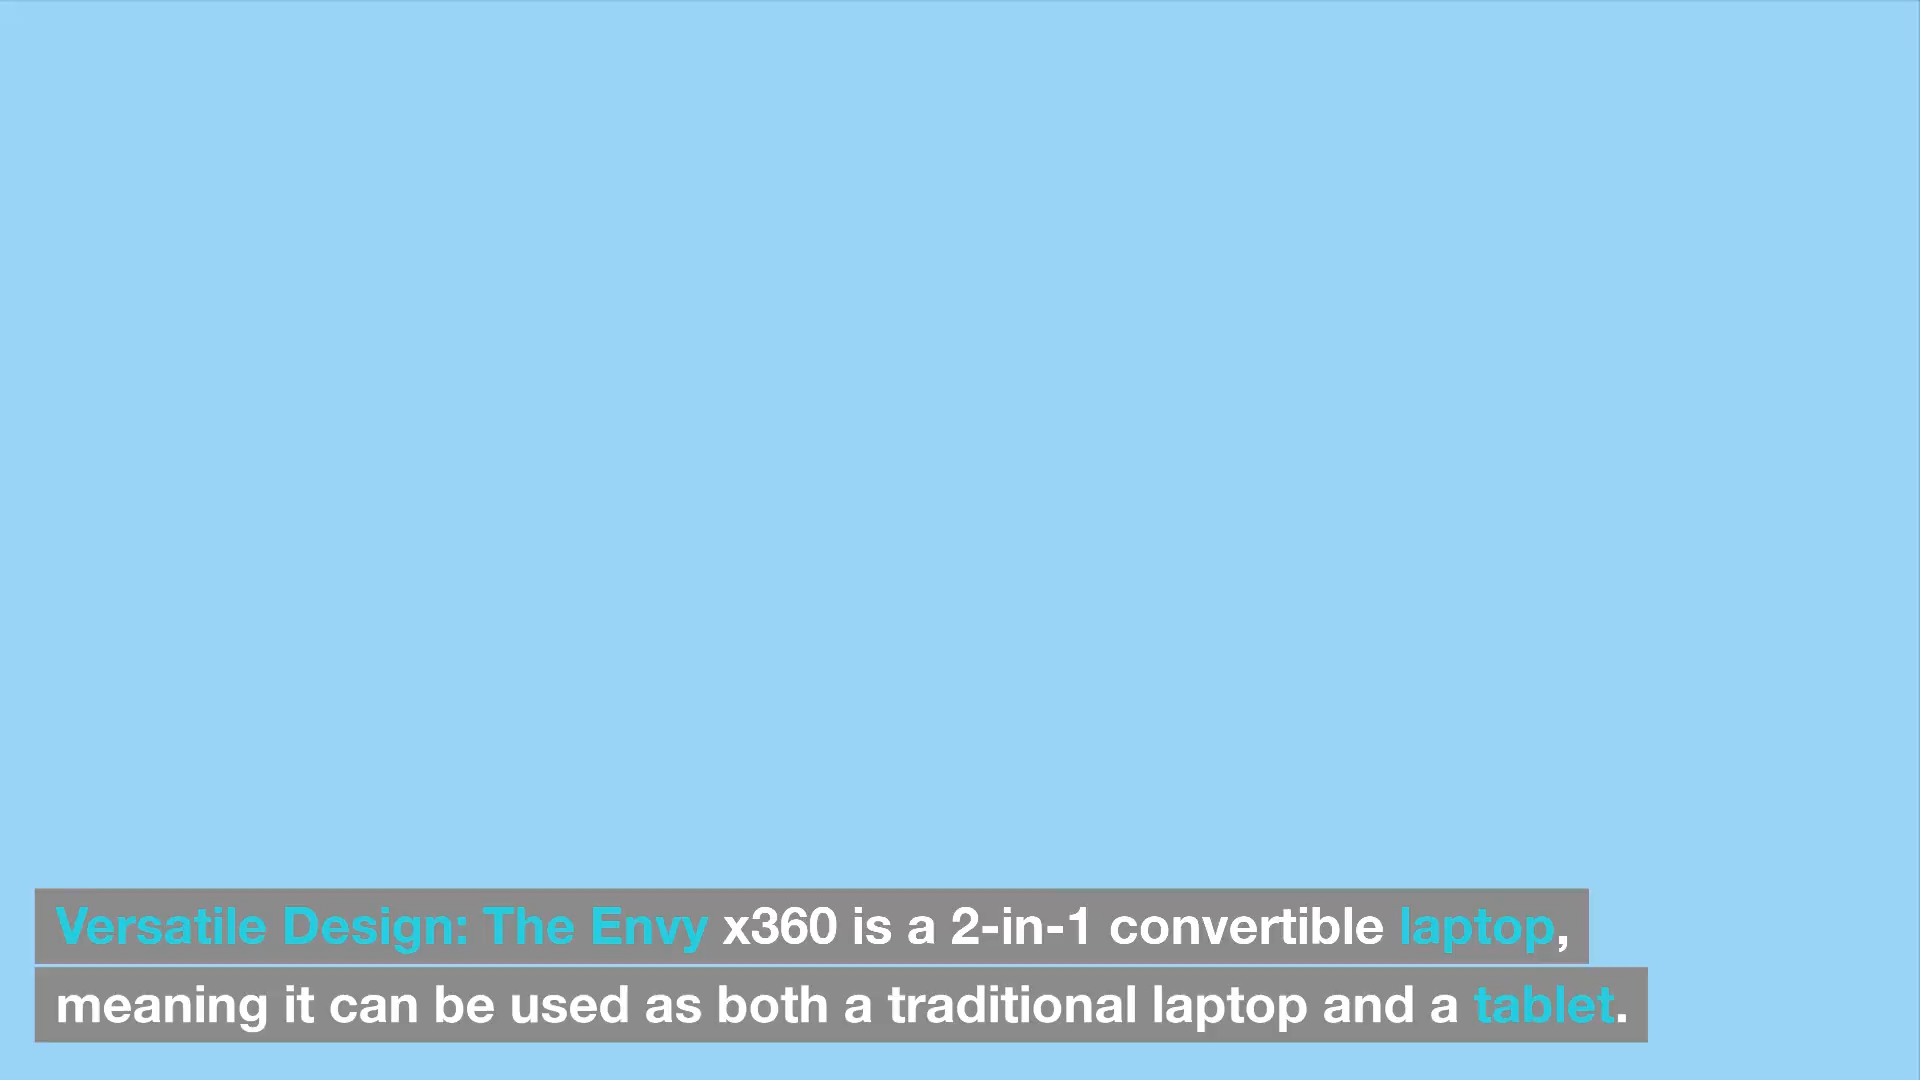 Versatile Design: The Envy x360 is a 2-in-1 convertible laptop,
meaning it can be used as both a traditional laptop and a tablet.